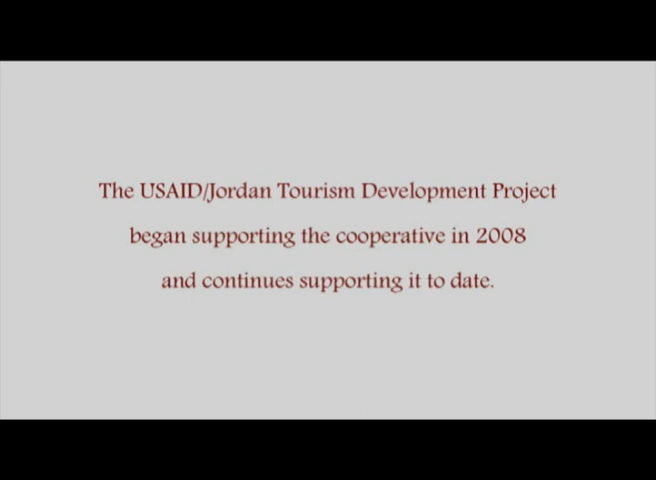 The USAID/Jordan Tourism Development Project
began supporting the cooperative in 2008
and continues supporting it to date.